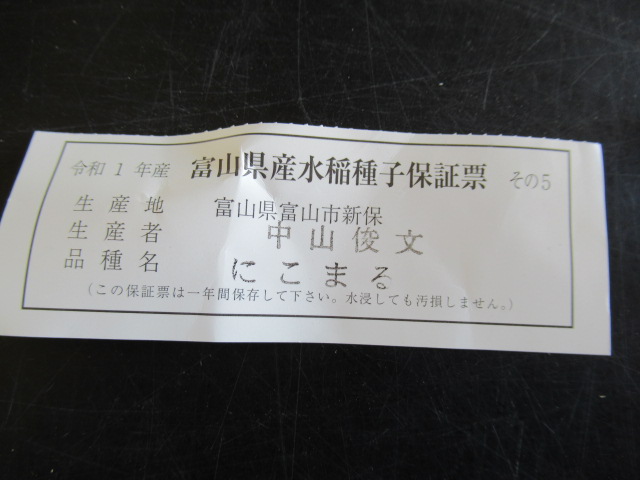 令和1年産 富山県産水稲種子保証票 その5
生産地 富山県富山市新保
生産者 中山俊文
品種名 にこまる
(この保証票は一年間保存して下さい。水浸しても汚損しません。)